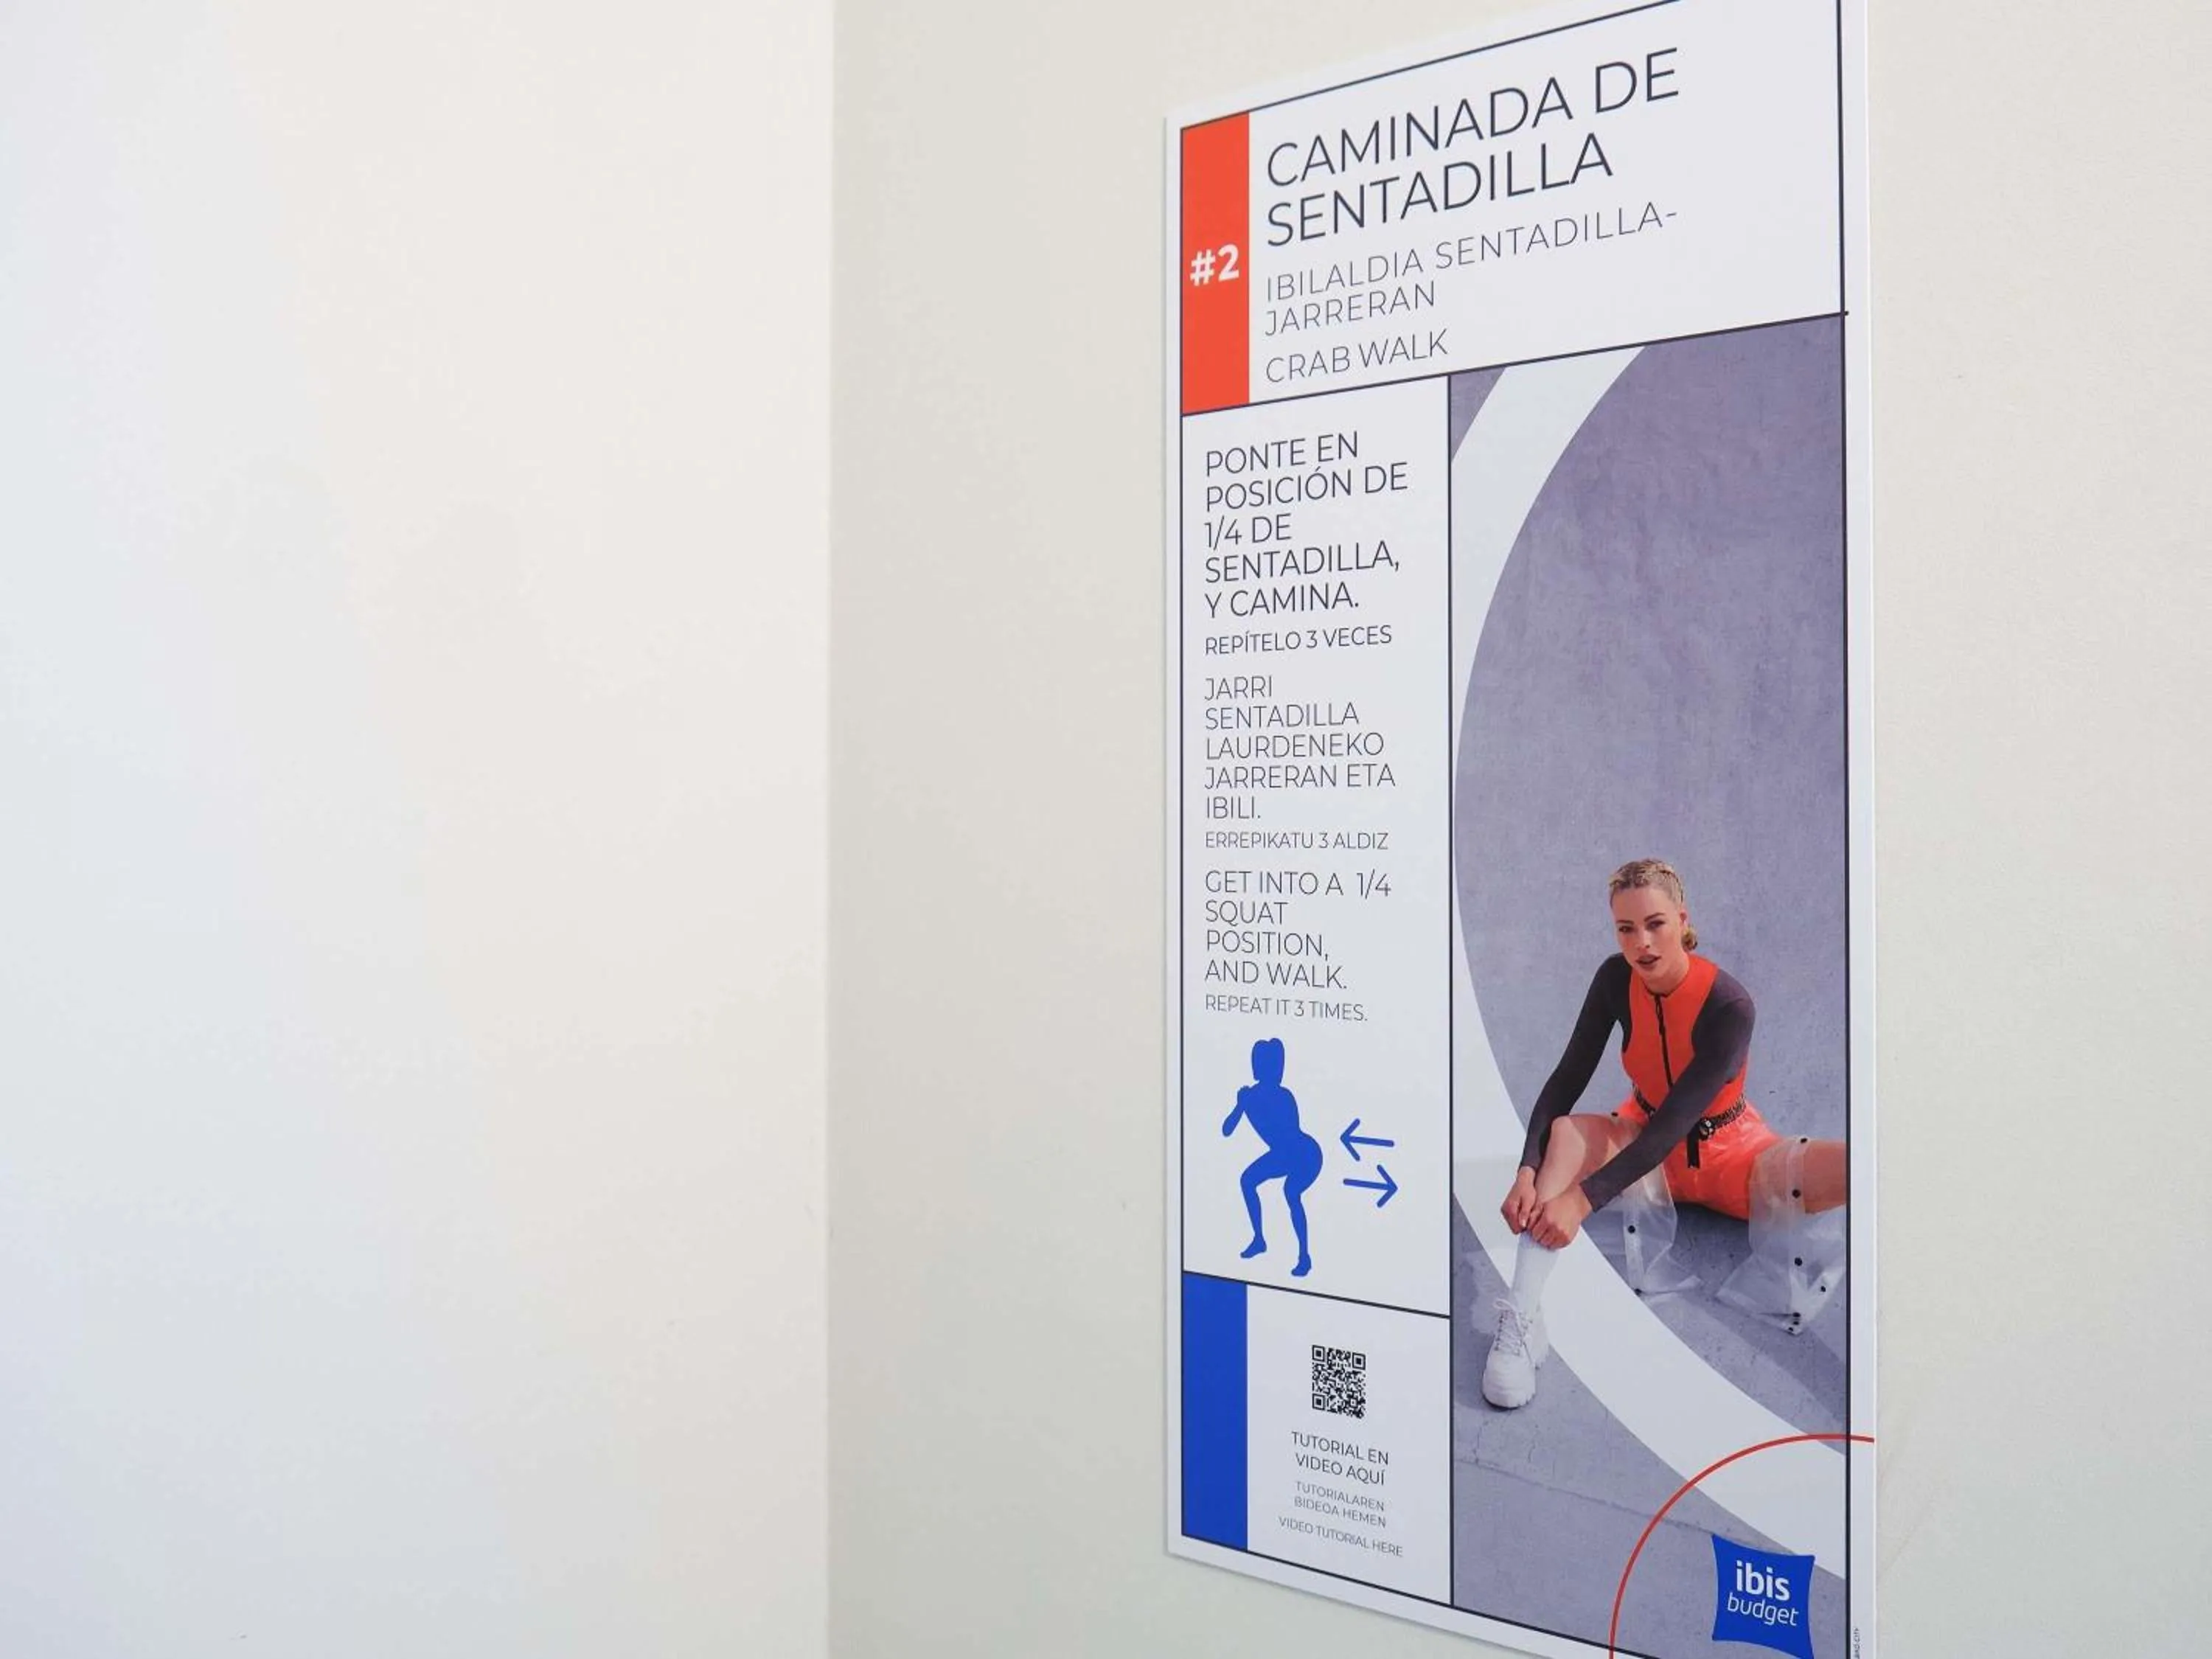 #2
CAMINADA DE
SENTADILLA
IBILALDIA SENTADILLA-
JARRERAN
CRAB WALK
PONTE EN
POSICIÓN DE
1/4 DE
SENTADILLA,
Y CAMINA.
REPÍTELO 3 VECES
JARRI
SENTADILLA
LAURDENEKO
JARRERAN ETA
IBILI.
ERREPIKATU 3 ALDIZ
GET INTO A 1/4
SQUAT
POSITION,
AND WALK.
REPEAT IT 3 TIMES.
TUTORIAL EN
VIDEO AQUÍ
TUTORIALAREN
BIDEOA HEMEN
VIDEO TUTORIAL HERE
ibis
budget